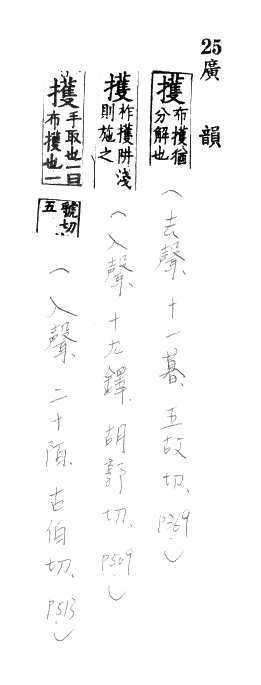 25 廣韻
擭 布擭猶分解也 （去聲、十一暮、五故切、P369）
擭 柞擭阱淺則施之 （入聲、十九鐸、胡郭切、P509）
擭 手取也一曰布擭也一 虢切五 （入聲、二十陌、古伯切、P513）